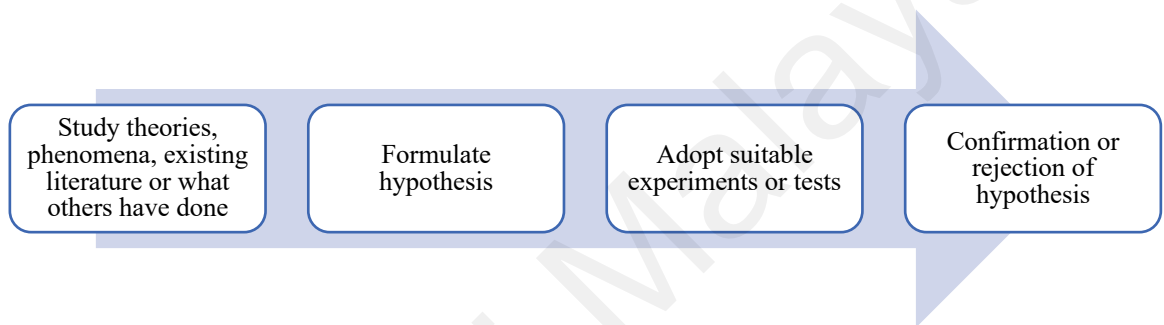 Study theories,
phenomena, existing
literature or what
others have done
Formulate
hypothesis
Adopt suitable
experiments or tests
Confirmation or
rejection of
hypothesis